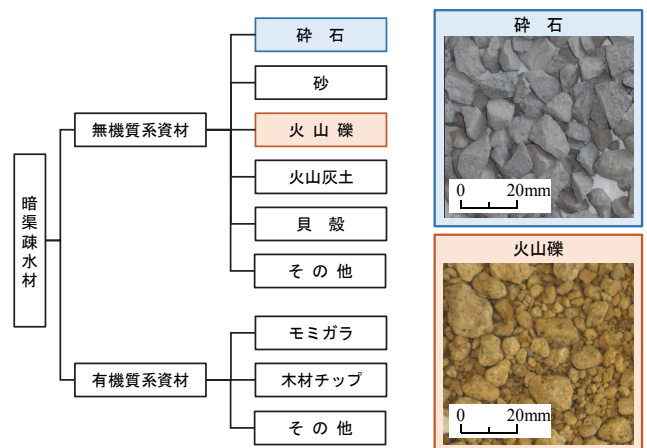 暗渠疎水材
無機質系資材
砕 石
砂
火 山 礫
火山灰土
貝 殻
そ の 他
有機質系資材
モミガラ
木材チップ
そ の 他
砕 石
0 20mm
火山礫
0 20mm